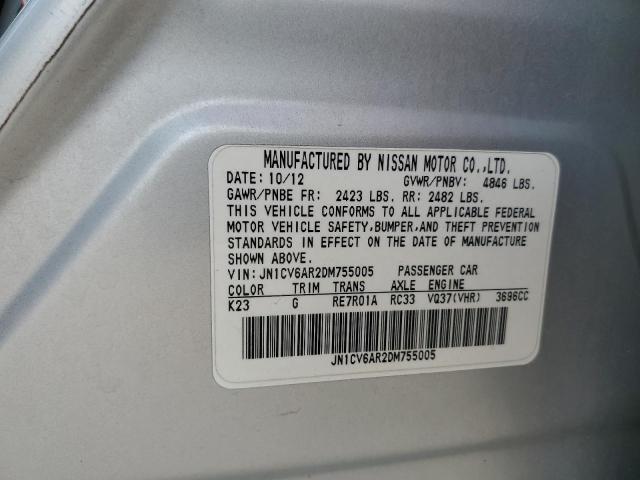 MANUFACTURED BY NISSAN MOTOR CO.,LTD.
DATE: 10/12 GVWR/PNBV: 4846 LBS.
GAWR/PNBE FR: 2423 LBS. RR: 2482 LBS.
THIS VEHICLE CONFORMS TO ALL APPLICABLE FEDERAL
MOTOR VEHICLE SAFETY,BUMPER,AND THEFT PREVENTION
STANDARDS IN EFFECT ON THE DATE OF MANUFACTURE
SHOWN ABOVE.
VIN:JN1CV6AR2DM755005 PASSENGER CAR
COLOR TRIM TRANS AXLE ENGINE
K23 G RE7R01A RC33 VQ37(VHR) 3696CC
JN1CV6AR2DM755005